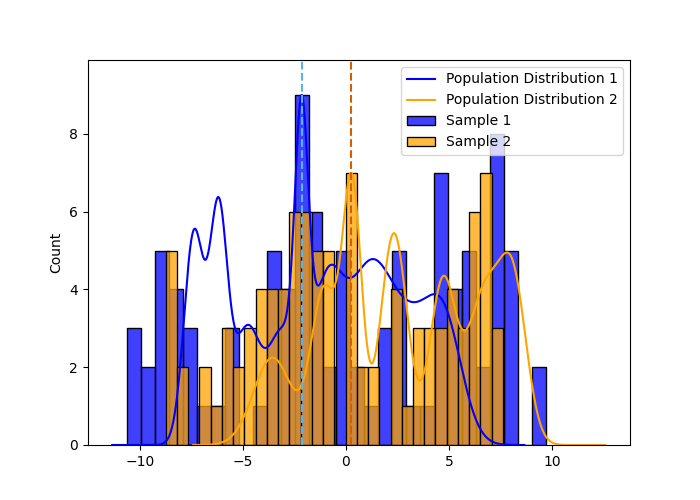 Population Distribution 1
Population Distribution 2
Sample 1
Sample 2
Count
8
6
4
2
0
−10
−5
0
5
10